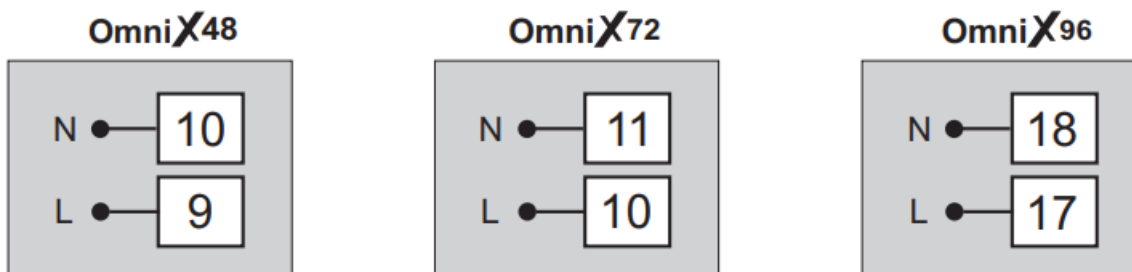 OmniX48 OmniX72 OmniX96
N 10 N 11 N 18
L 9 L 10 L 17